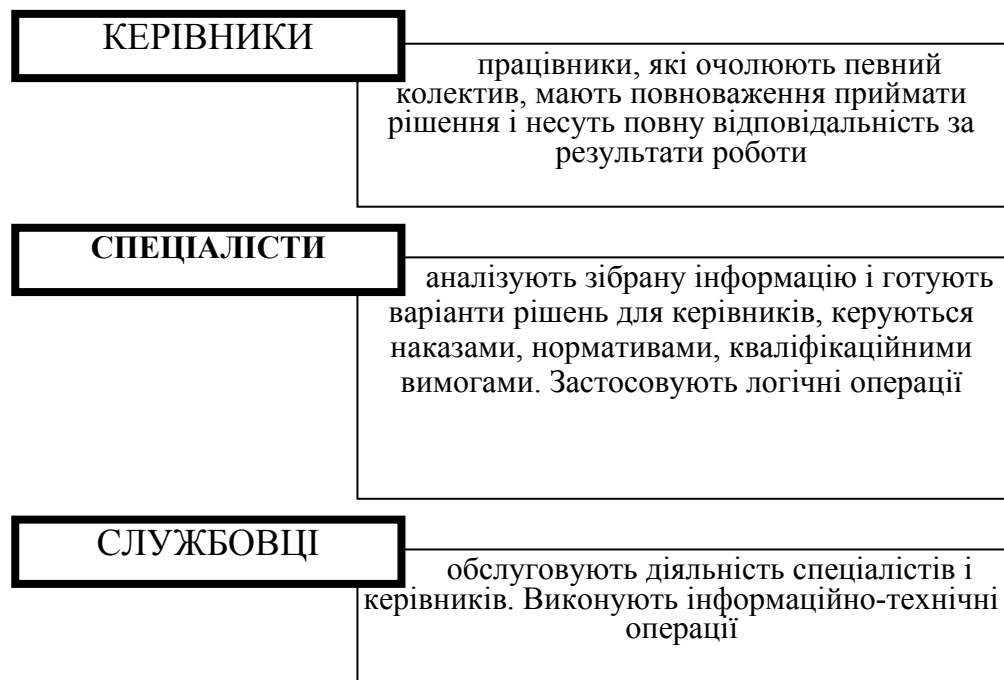 КЕРІВНИКИ
працівники, які очолюють певний
колектив, мають повноваження приймати
рішення і несуть повну відповідальність за
результати роботи
СПЕЦІАЛІСТИ
аналізують зібрану інформацію і готують
варіанти рішень для керівників, керуються
наказами, нормативами, кваліфікаційними
вимогами. Застосовують логічні операції
СЛУЖБОВЦІ
обслуговують діяльність спеціалістів і
керівників. Виконують інформаційно-технічні
операції